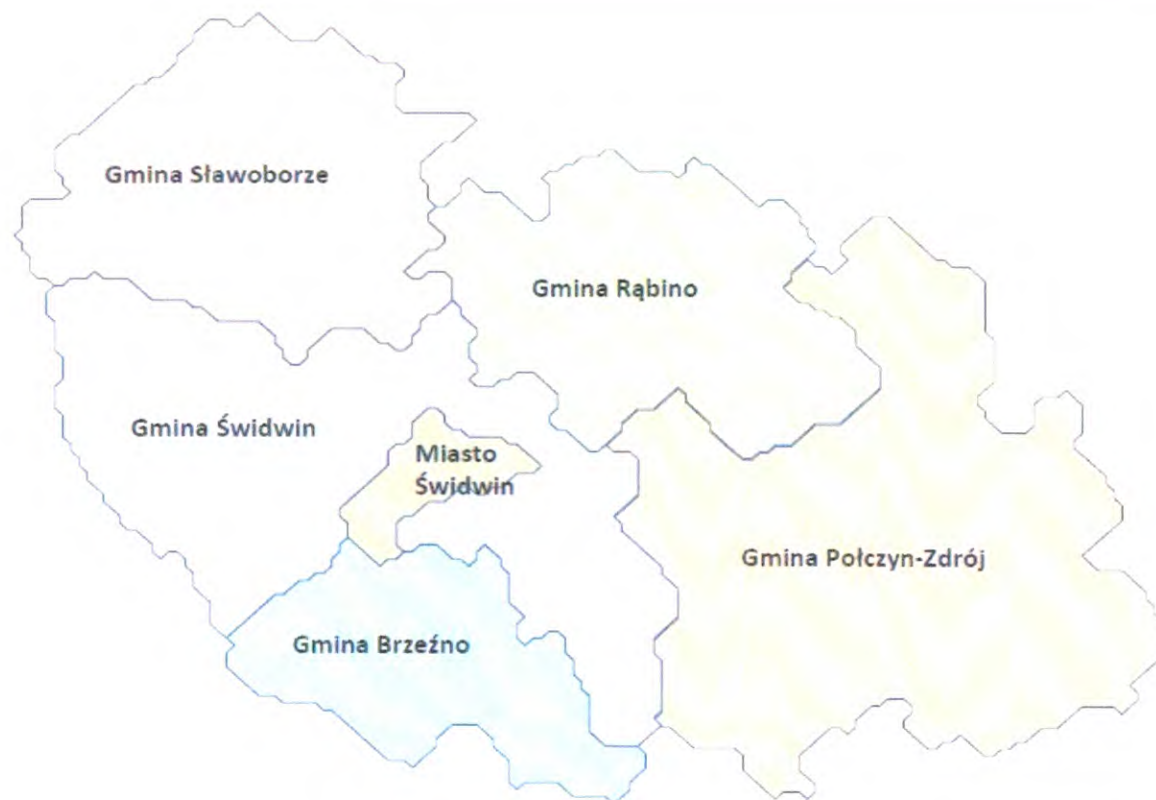 Gmina Sławoborze
Gmina Rąbino
Gmina Świdwin
Miasto
Świdwin
Gmina Połczyn-Zdrój
Gmina Brzeźno